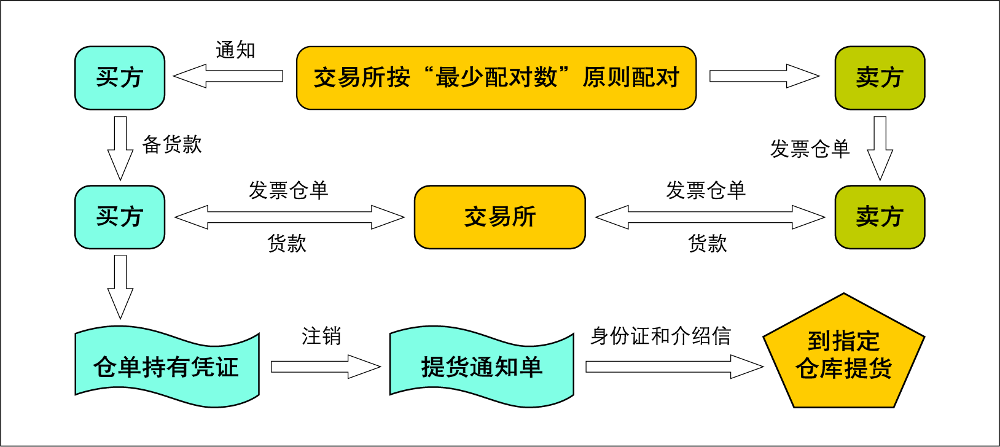 通知
买方
交易所按“最少配对数”原则配对
卖方
备货款
发票仓单
买方
发票仓单
货款
交易所
发票仓单
货款
卖方
仓单持有凭证
注销
提货通知单
身份证和介绍信
到指定
仓库提货